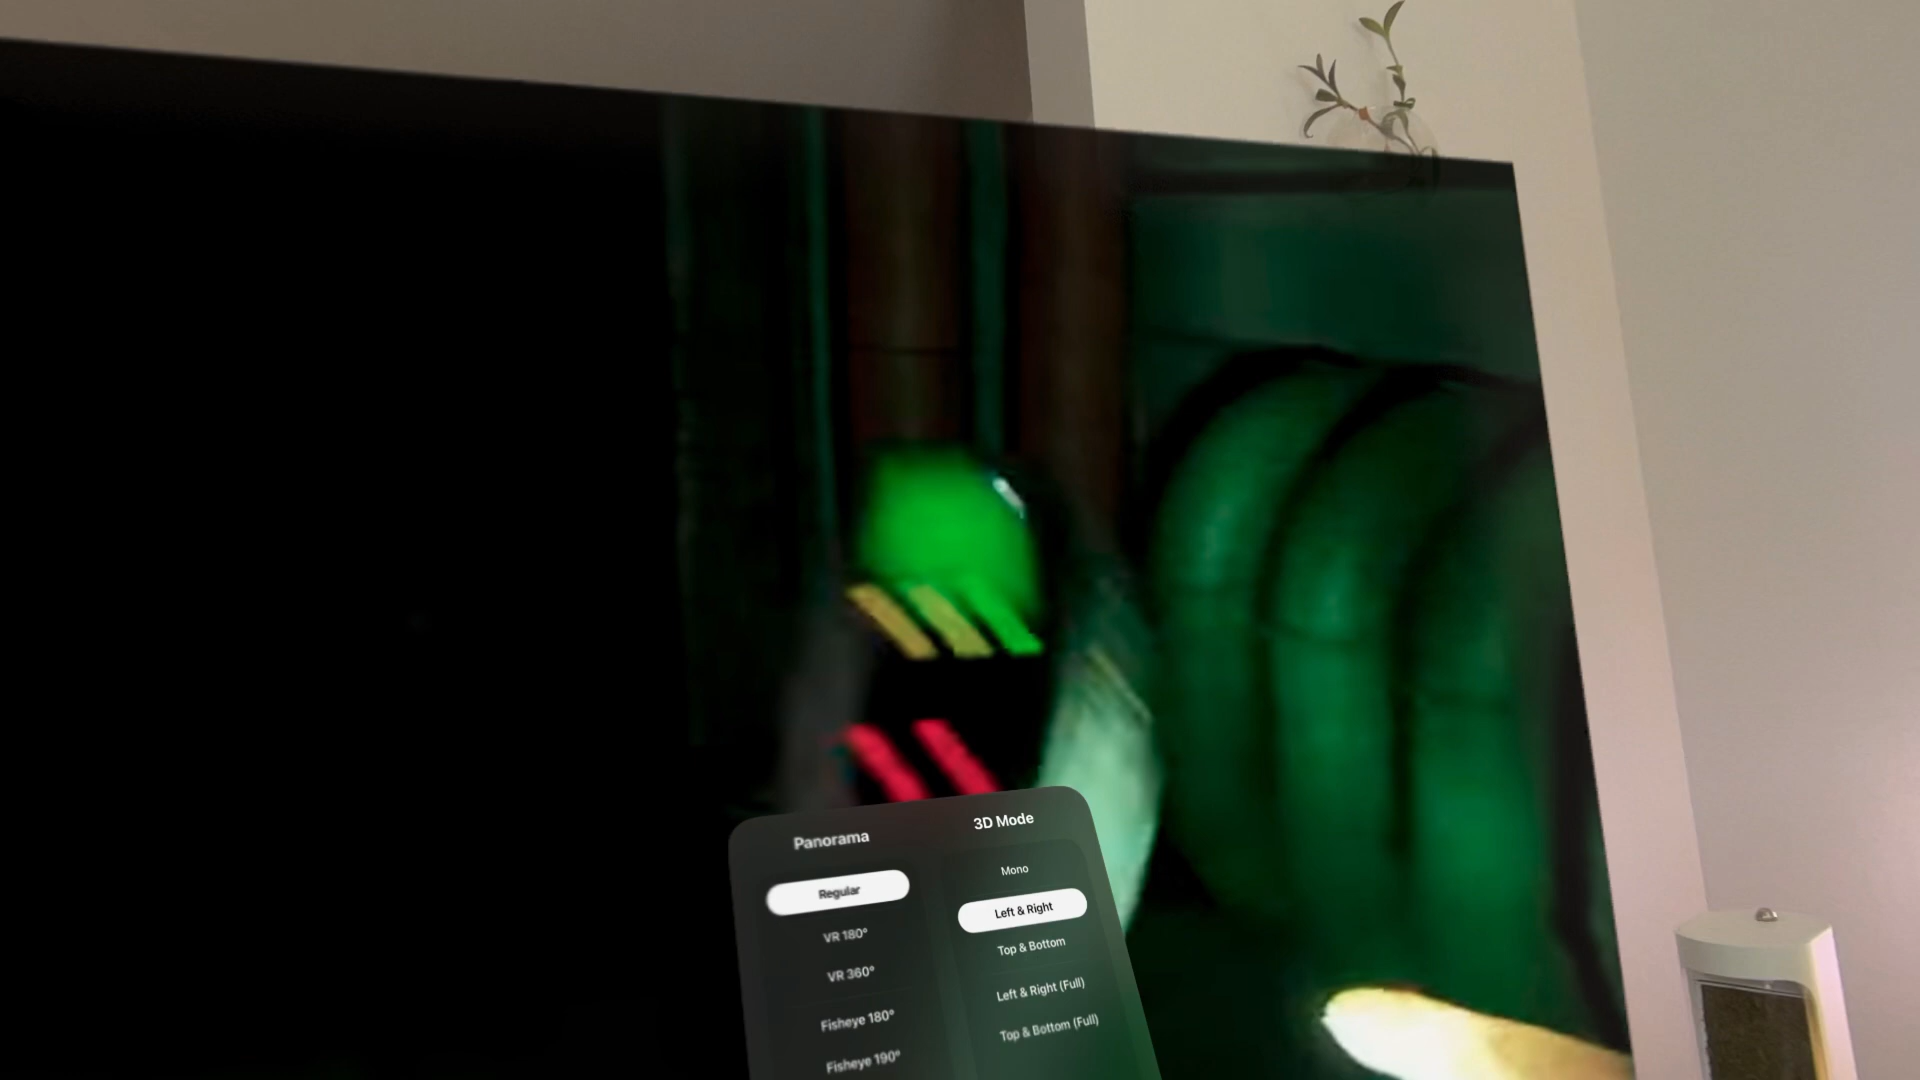 Panorama
Regular
VR 180°
VR 360°
Fisheye 180°
Fisheye 190°
3D Mode
Mono
Left & Right
Top & Bottom
Left & Right (Full)
Top & Bottom (Full)